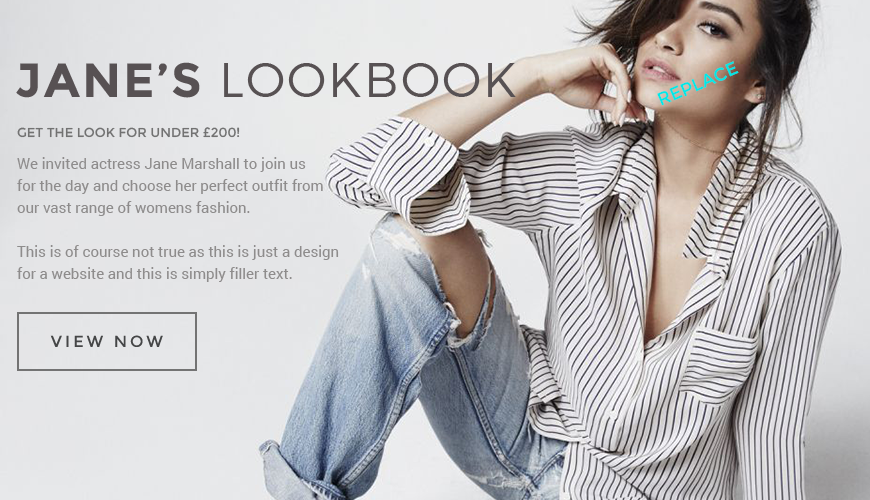 JANE'S LOOKBOOK
GET THE LOOK FOR UNDER £200!
We invited actress Jane Marshall to join us
for the day and choose her perfect outfit from
our vast range of womens fashion.
This is of course not true as this is just a design
for a website and this is simply filler text.
VIEW NOW
REPLACE